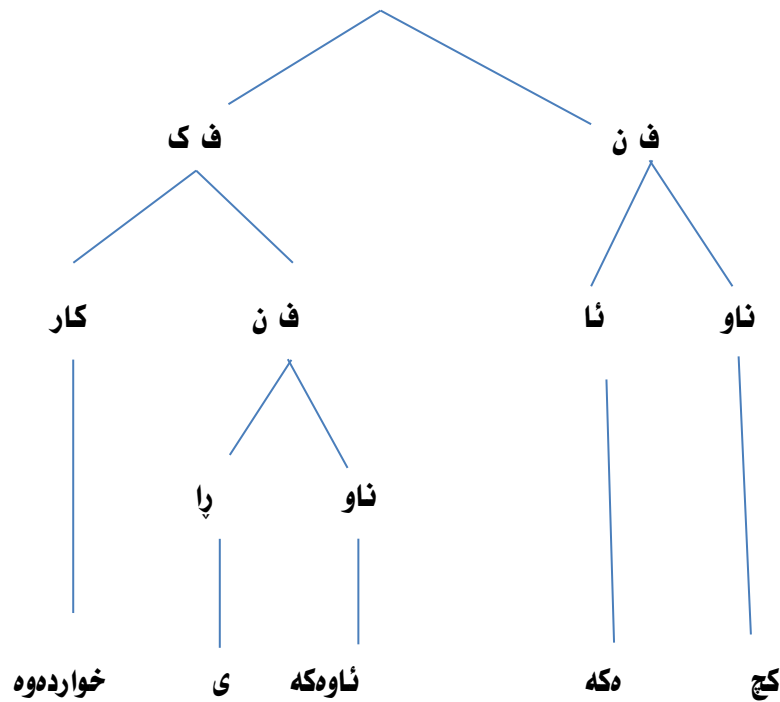 ف ن ف ک
ناو ئا ف ن کار
ناو ڕا
کچ ەکە ئاوەکە ی خواردەوە